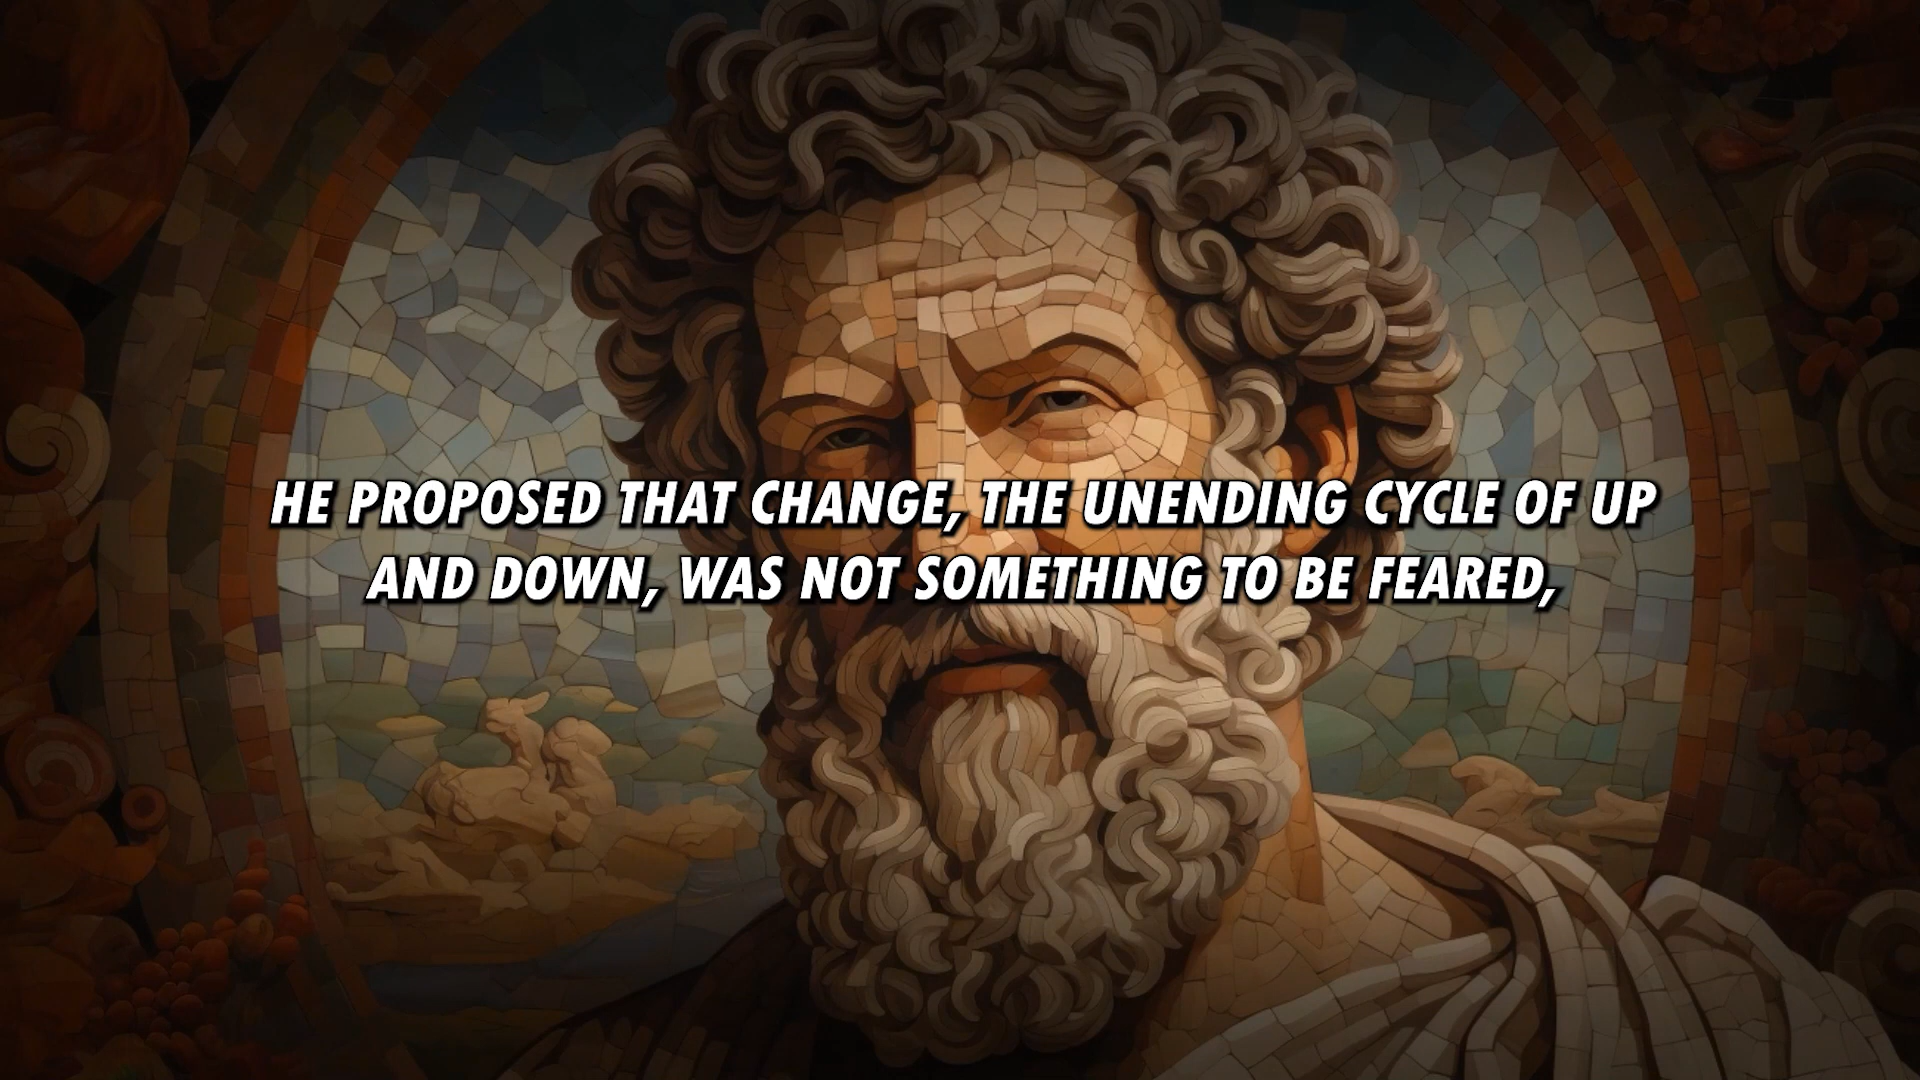 HE PROPOSED THAT CHANGE, THE UNENDING CYCLE OF UP
AND DOWN, WAS NOT SOMETHING TO BE FEARED,